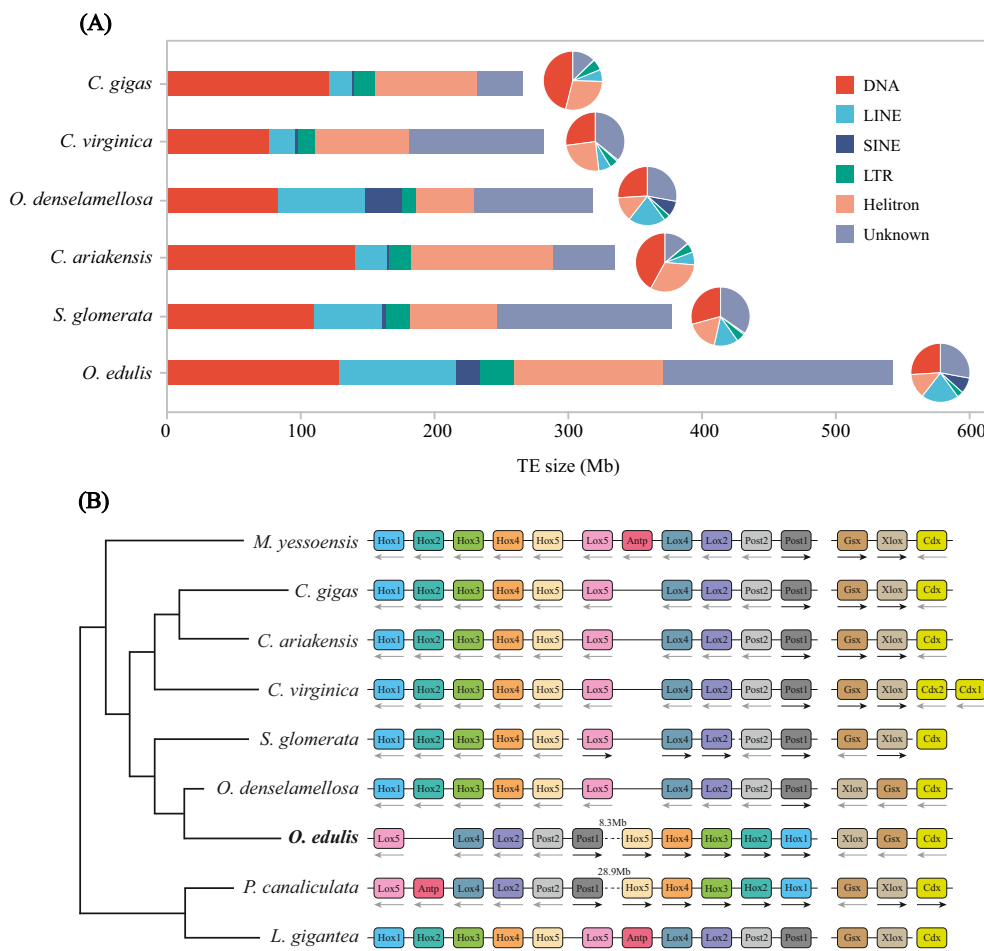 (A)
C. gigas
C. virginica
O. denselamellosa
C. ariakensis
S. glomerata
O. edulis
DNA
LINE
SINE
LTR
Helitron
Unknown
0 100 200 300 400 500 600
TE size (Mb)
(B)
M. yessoensis Hox1 Hox2 Hox3 Hox4 Hox5 Lox5 Antp Lox4 Lox2 Post2 Post1 Gsx Xlox Cdx
C. gigas Hox1 Hox2 Hox3 Hox4 Hox5 Lox5 Lox4 Lox2 Post2 Post1 Gsx Xlox Cdx
C. ariakensis Hox1 Hox2 Hox3 Hox4 Hox5 Lox5 Lox4 Lox2 Post2 Post1 Gsx Xlox Cdx
C. virginica Hox1 Hox2 Hox3 Hox4 Hox5 Lox5 Lox4 Lox2 Post2 Post1 Gsx Xlox Cdx2 Cdx1
S. glomerata Hox1 Hox2 Hox3 Hox4 Hox5 Lox5 Lox4 Lox2 Post2 Post1 Gsx Xlox Cdx
O. denselamellosa Hox1 Hox2 Hox3 Hox4 Hox5 Lox5 Lox4 Lox2 Post2 Post1 Xlox Gsx Cdx
8.3Mb
O. edulis Lox5 Lox4 Lox2 Post2 Post1 Hox5 Hox4 Hox3 Hox2 Hox1 Xlox Gsx Cdx
28.9Mb
P. canaliculata Lox5 Antp Lox4 Lox2 Post2 Post1 Hox5 Hox4 Hox3 Hox2 Hox1 Gsx Xlox Cdx
L. gigantea Hox1 Hox2 Hox3 Hox4 Hox5 Lox5 Antp Lox4 Lox2 Post2 Post1 Gsx Xlox Cdx